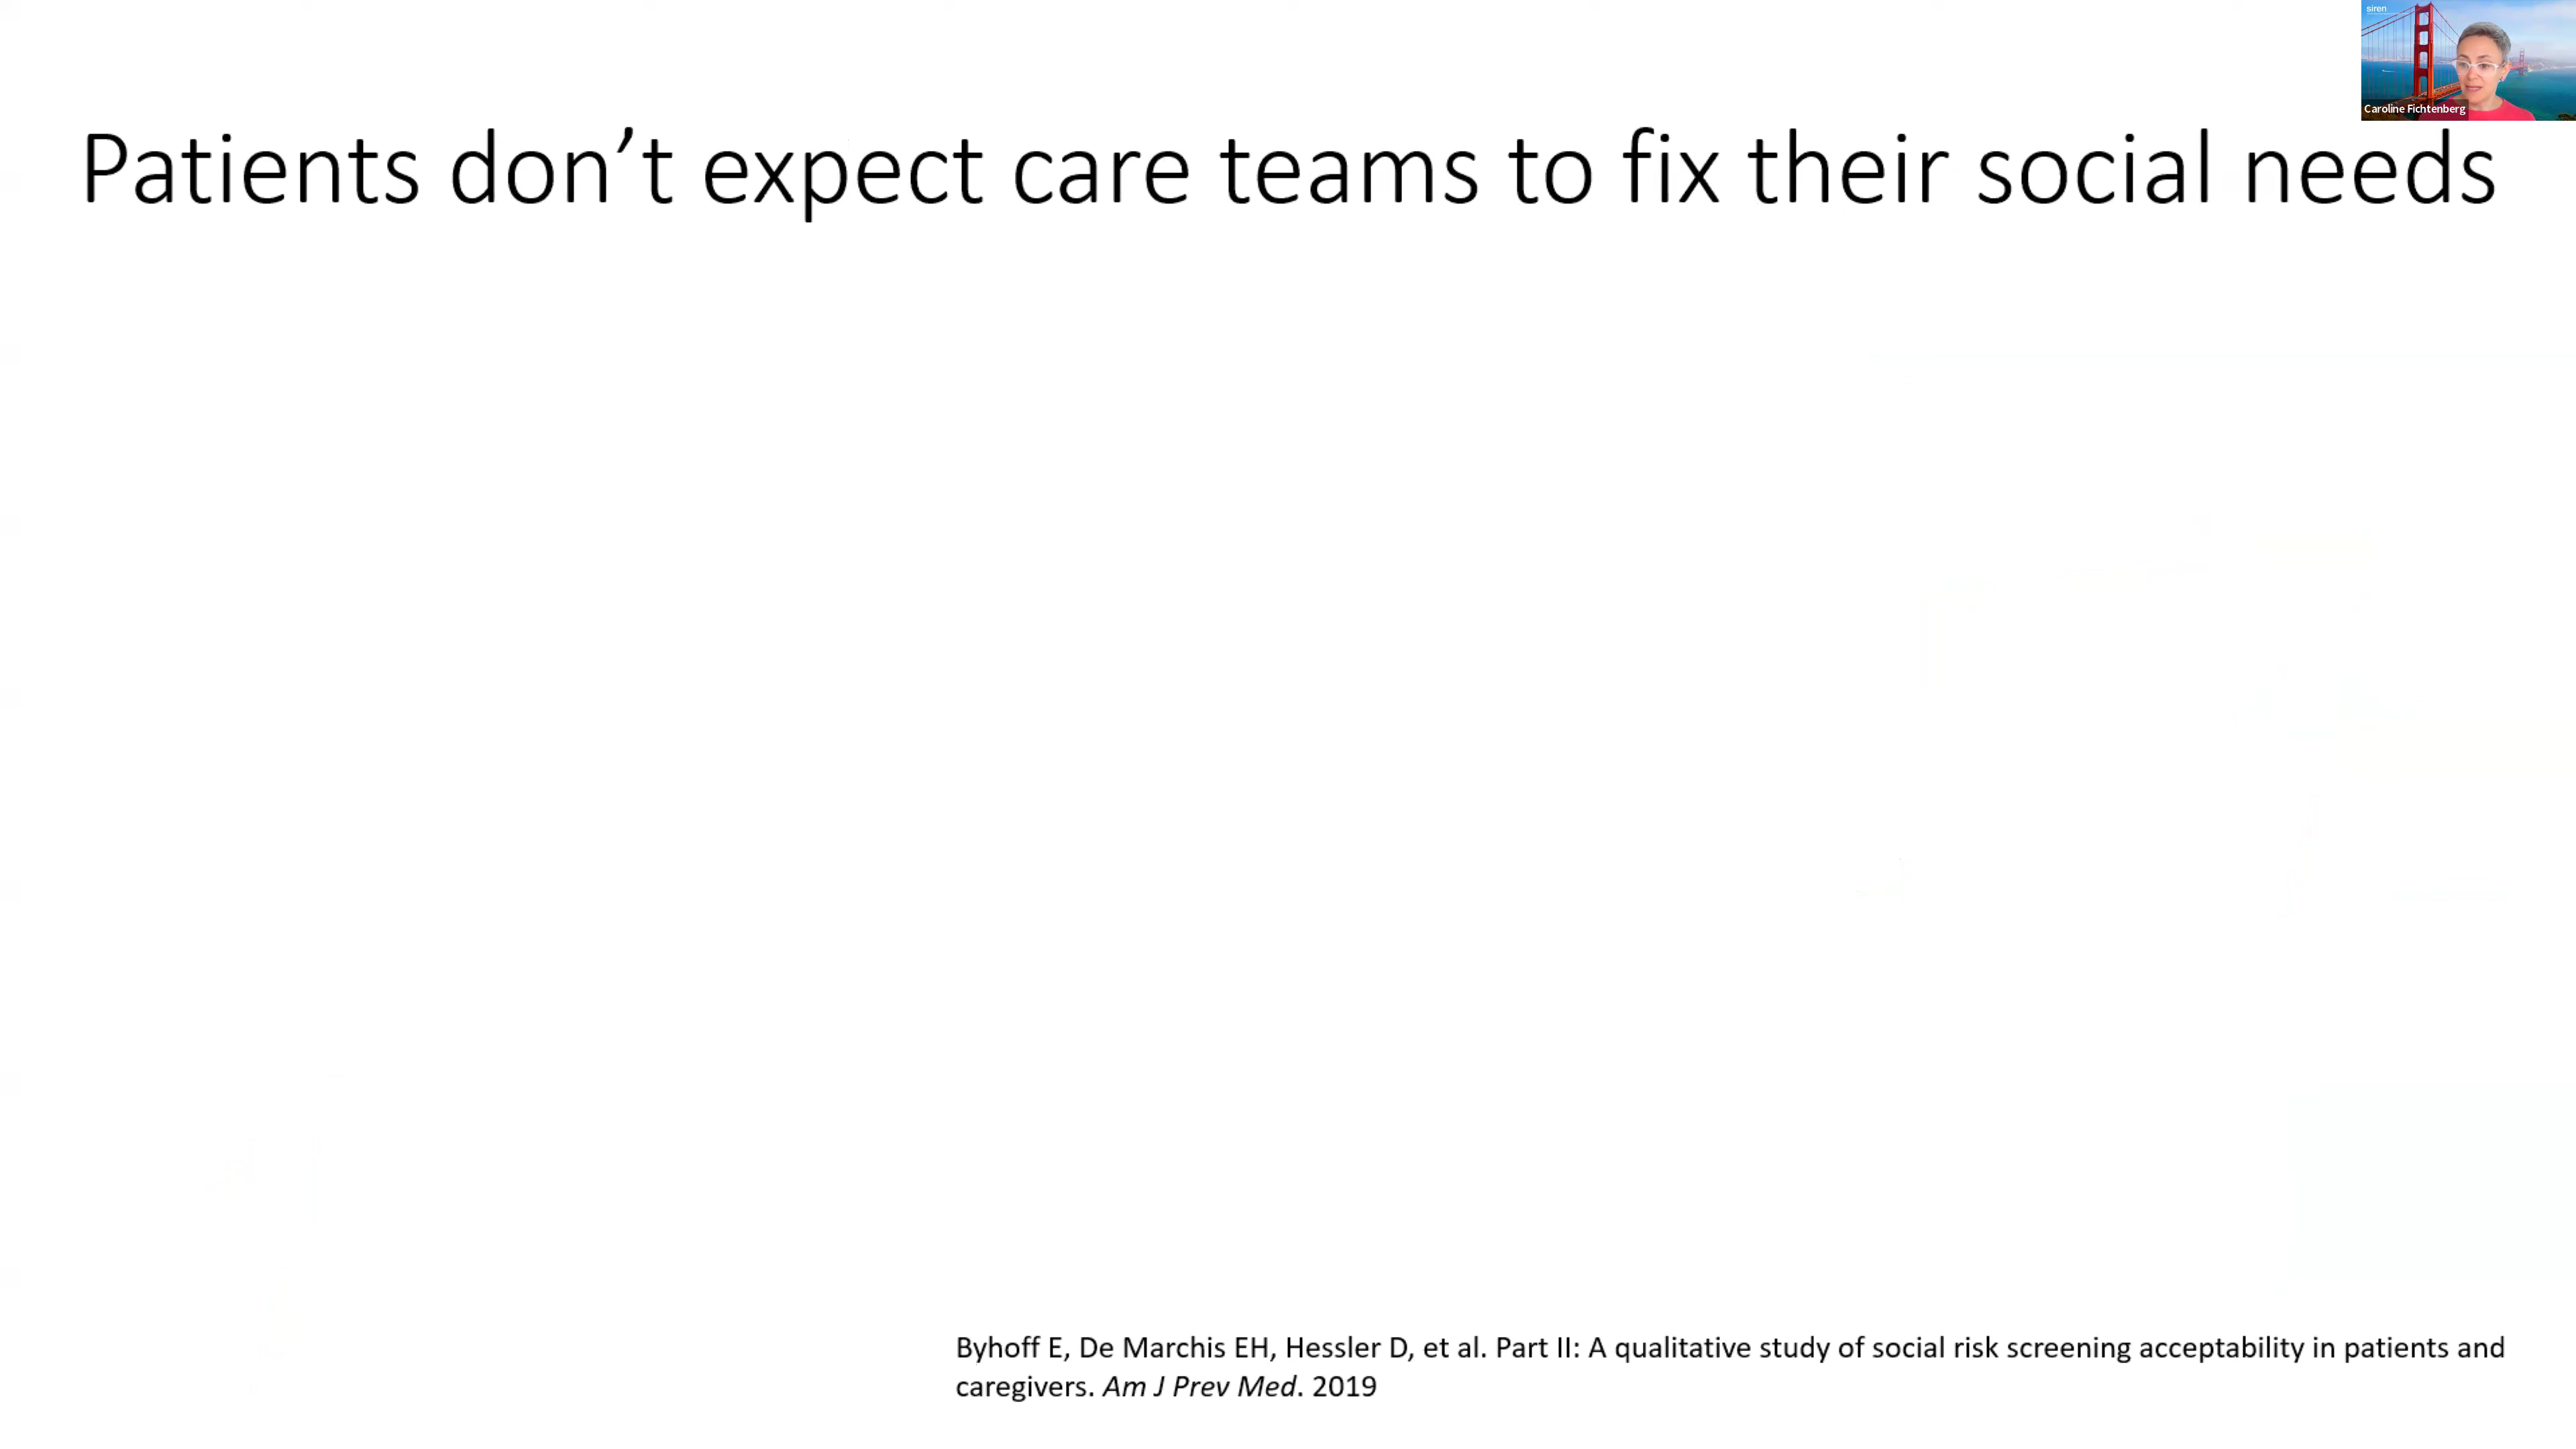 siren
Caroline Fichtenberg
Patients don’t expect care teams to fix their social needs
Byhoff E, De Marchis EH, Hessler D, et al. Part II: A qualitative study of social risk screening acceptability in patients and
caregivers. Am J Prev Med. 2019